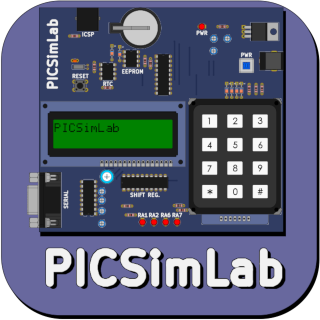 PICSimLab
ICSP
PWR
PWR
RESET
RTC
EEPROM
PICSimLab
1 2 3
4 5 6
7 8 9
* 0 #
SERIAL
SHIFT REG.
RA1 RA2 RA6 RA7
PICSimLab